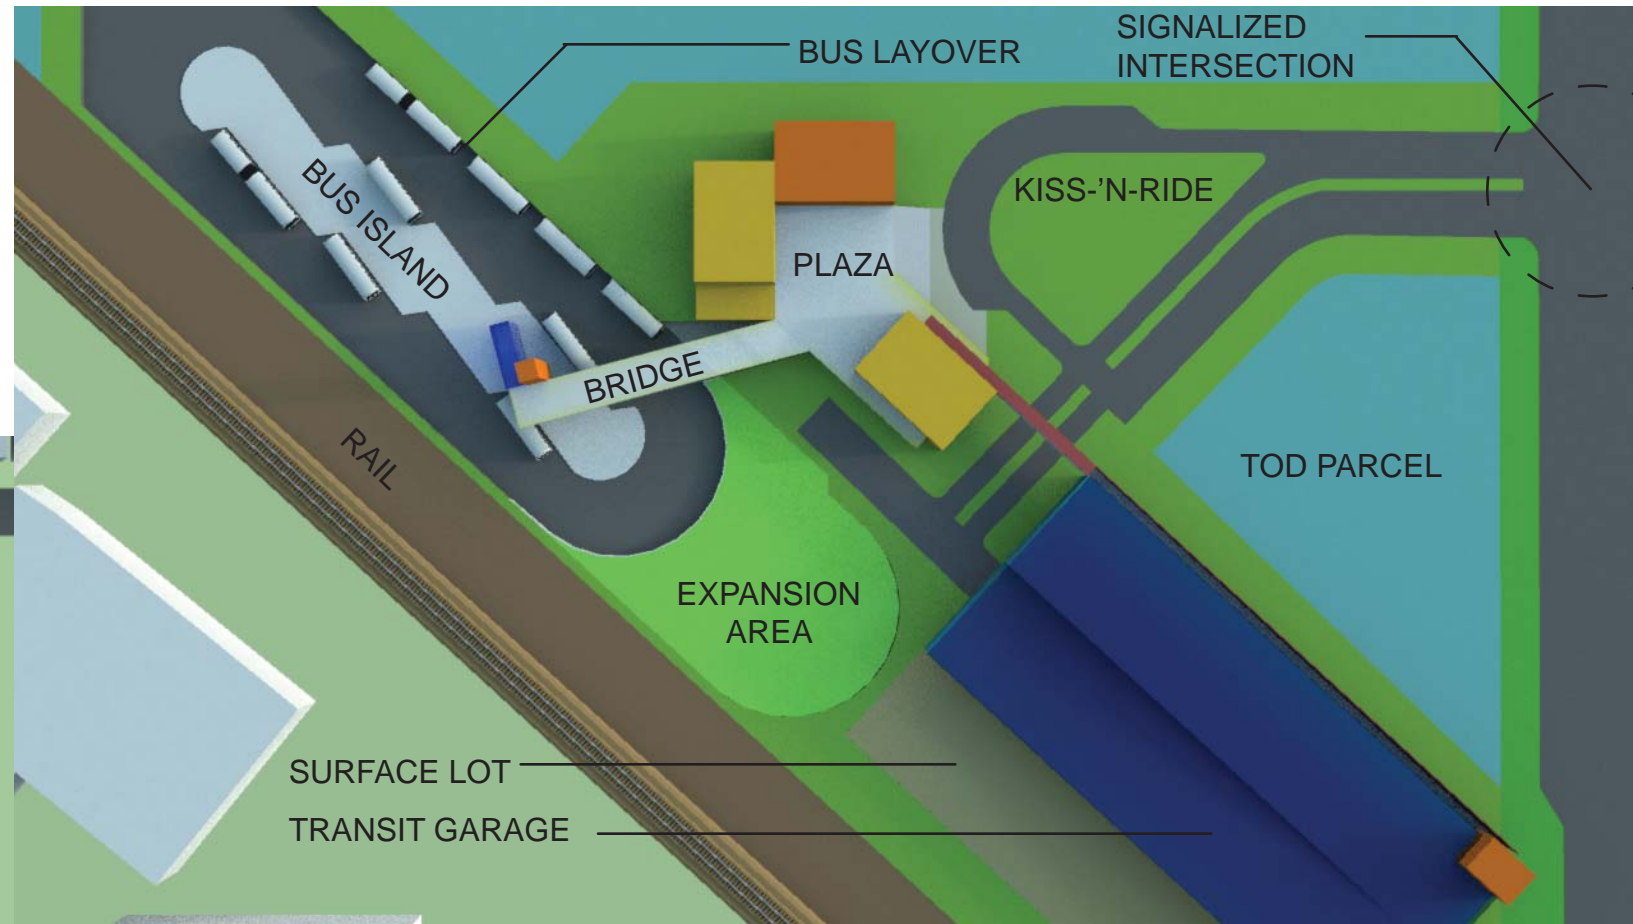 SIGNALIZED
INTERSECTION
BUS LAYOVER
BUS ISLAND
KISS-'N-RIDE
PLAZA
BRIDGE
RAIL
TOD PARCEL
EXPANSION
AREA
SURFACE LOT
TRANSIT GARAGE